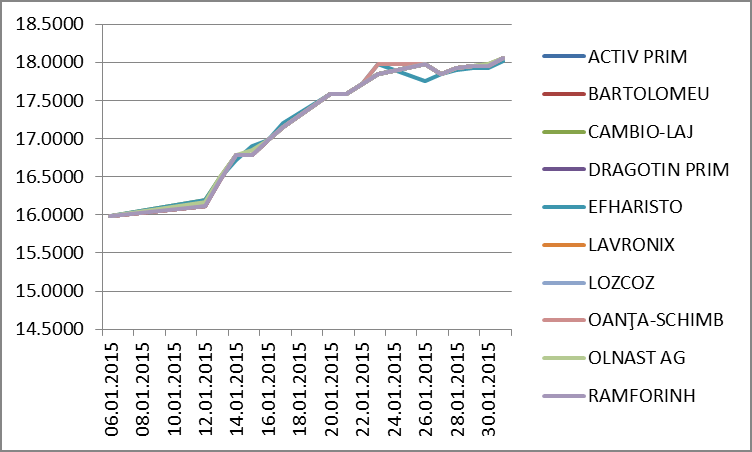 18.5000
18.0000
17.5000
17.0000
16.5000
16.0000
15.5000
15.0000
14.5000
06.01.2015
08.01.2015
10.01.2015
12.01.2015
14.01.2015
16.01.2015
18.01.2015
20.01.2015
22.01.2015
24.01.2015
26.01.2015
28.01.2015
30.01.2015
ACTIV PRIM
BARTOLOMEU
CAMBIO-LAJ
DRAGOTIN PRIM
EFHARISTO
LAVRONIX
LOZCOZ
OANŢA-SCHIMB
OLNAST AG
RAMFORINH